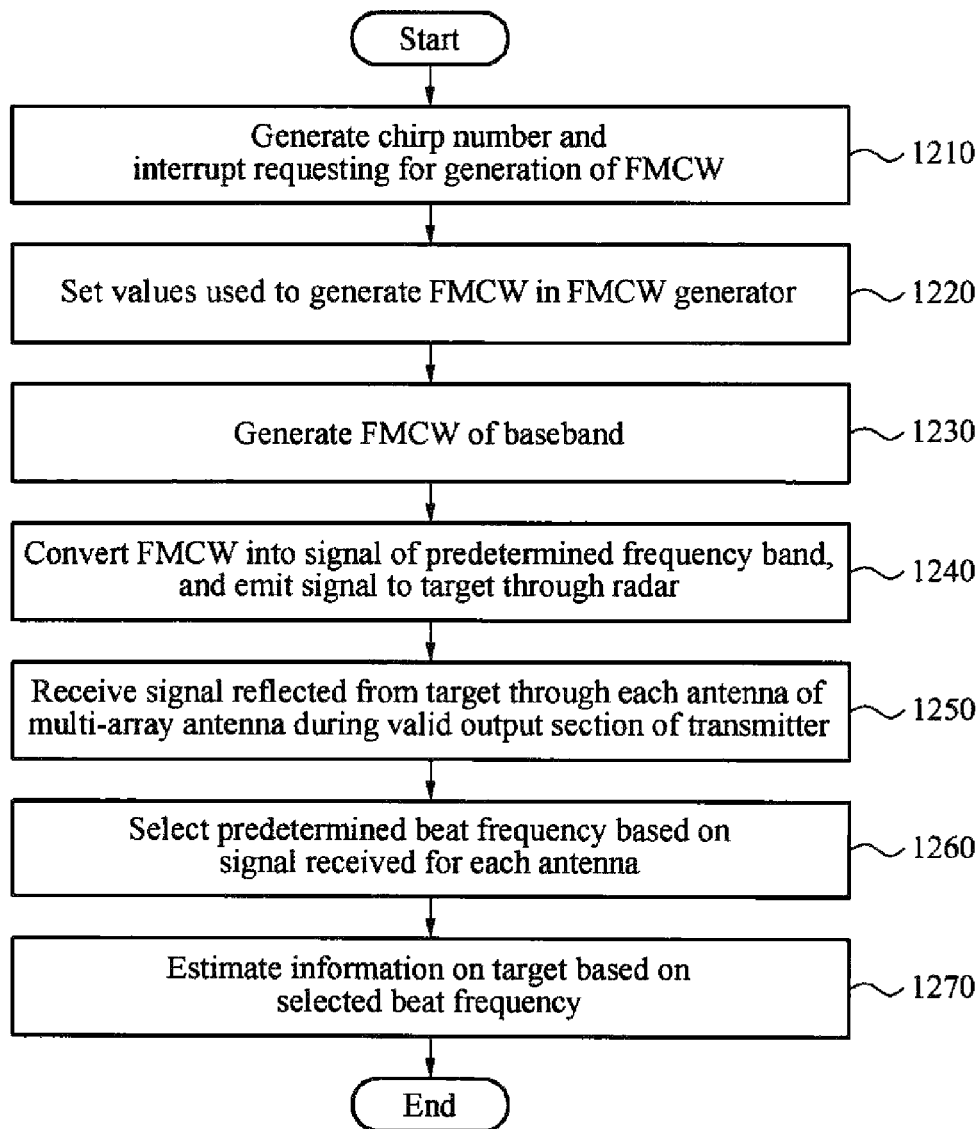 Start
Generate chirp number and
interrupt requesting for generation of FMCW
1210
Set values used to generate FMCW in FMCW generator
1220
Generate FMCW of baseband
1230
Convert FMCW into signal of predetermined frequency band,
and emit signal to target through radar
1240
Receive signal reflected from target through each antenna of
multi-array antenna during valid output section of transmitter
1250
Select predetermined beat frequency based on
signal received for each antenna
1260
Estimate information on target based on
selected beat frequency
1270
End